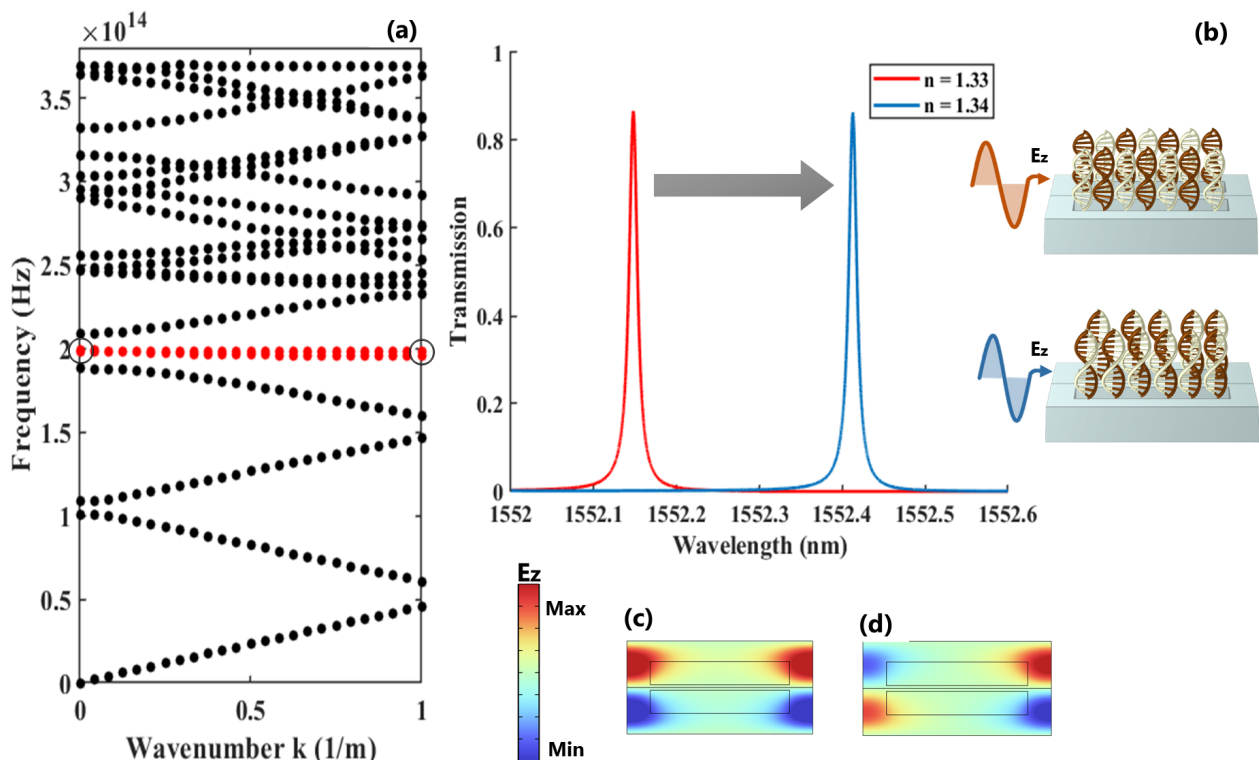 (a)
×10^14
3.5
3
2.5
2
1.5
1
0.5
0
0
0.5
1
Frequency (Hz)
Wavenumber k (1/m)
(b)
1
0.8
0.6
0.4
0.2
0
Transmission
n = 1.33
n = 1.34
1552
1552.1
1552.2
1552.3
1552.4
1552.5
1552.6
Wavelength (nm)
Ez
Ez
Ez
Max
Min
(c)
(d)